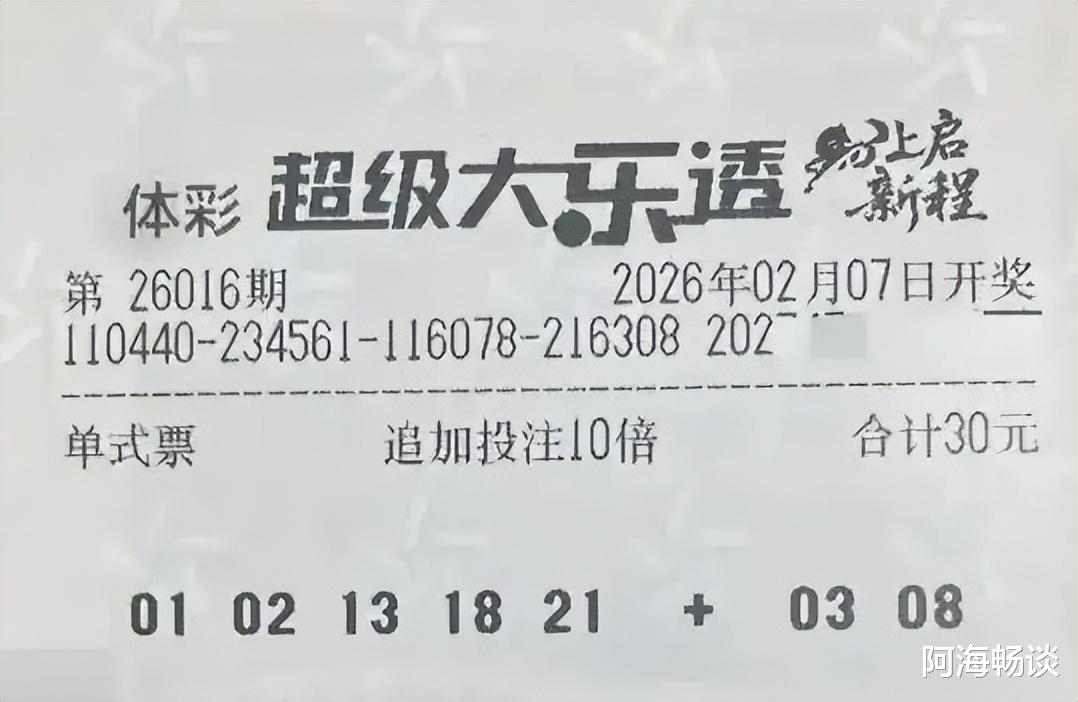 体彩 超级大乐透 马上启新程
第 26016期 2026年02月07日开奖
110440-234561-116078-216308 202
单式票 追加投注10倍 合计30元
01 02 13 18 21 + 03 08
阿海畅谈